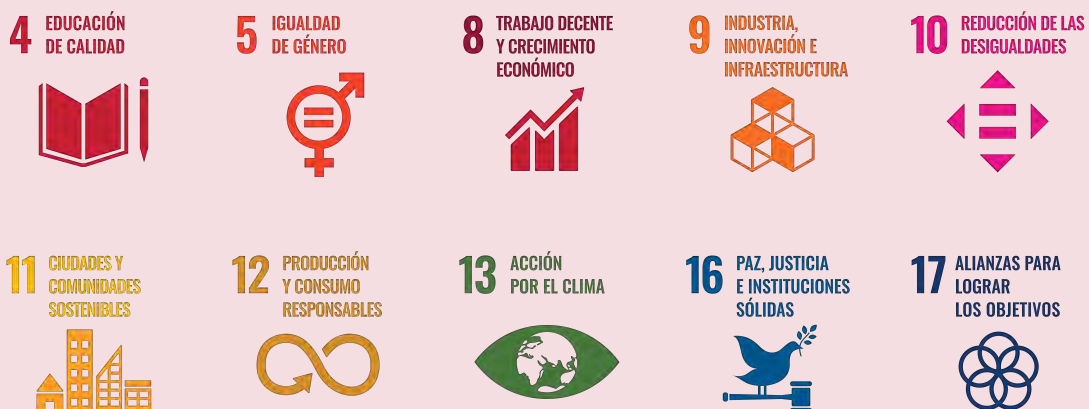 4 EDUCACIÓN
DE CALIDAD
5 IGUALDAD
DE GÉNERO
8 TRABAJO DECENTE
Y CRECIMIENTO
ECONÓMICO
9 INDUSTRIA,
INNOVACIÓN E
INFRAESTRUCTURA
10 REDUCCIÓN DE LAS
DESIGUALDADES
11 CIUDADES Y
COMUNIDADES
SOSTENIBLES
12 PRODUCCIÓN
Y CONSUMO
RESPONSABLES
13 ACCIÓN
POR EL CLIMA
16 PAZ, JUSTICIA
E INSTITUCIONES
SÓLIDAS
17 ALIANZAS PARA
LOGRAR
LOS OBJETIVOS